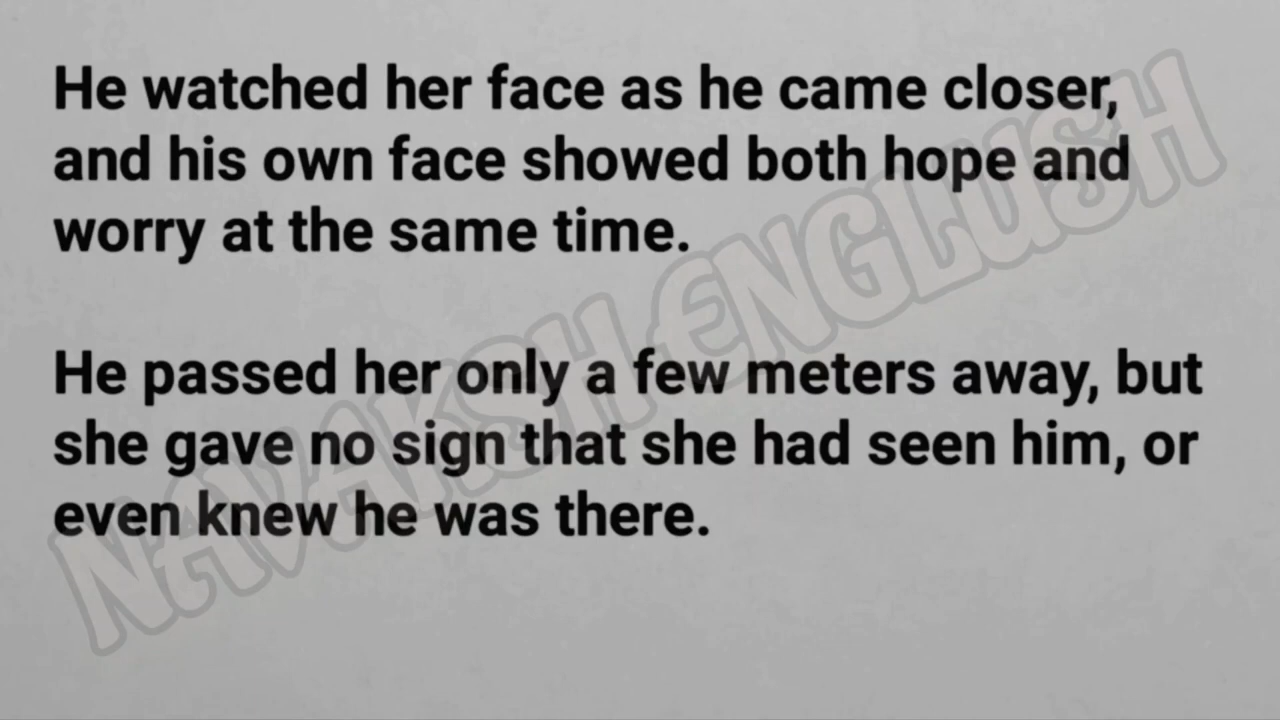 He watched her face as he came closer,
and his own face showed both hope and
worry at the same time.
He passed her only a few meters away, but
she gave no sign that she had seen him, or
even knew he was there.
NAVAKSH ENGLUSH